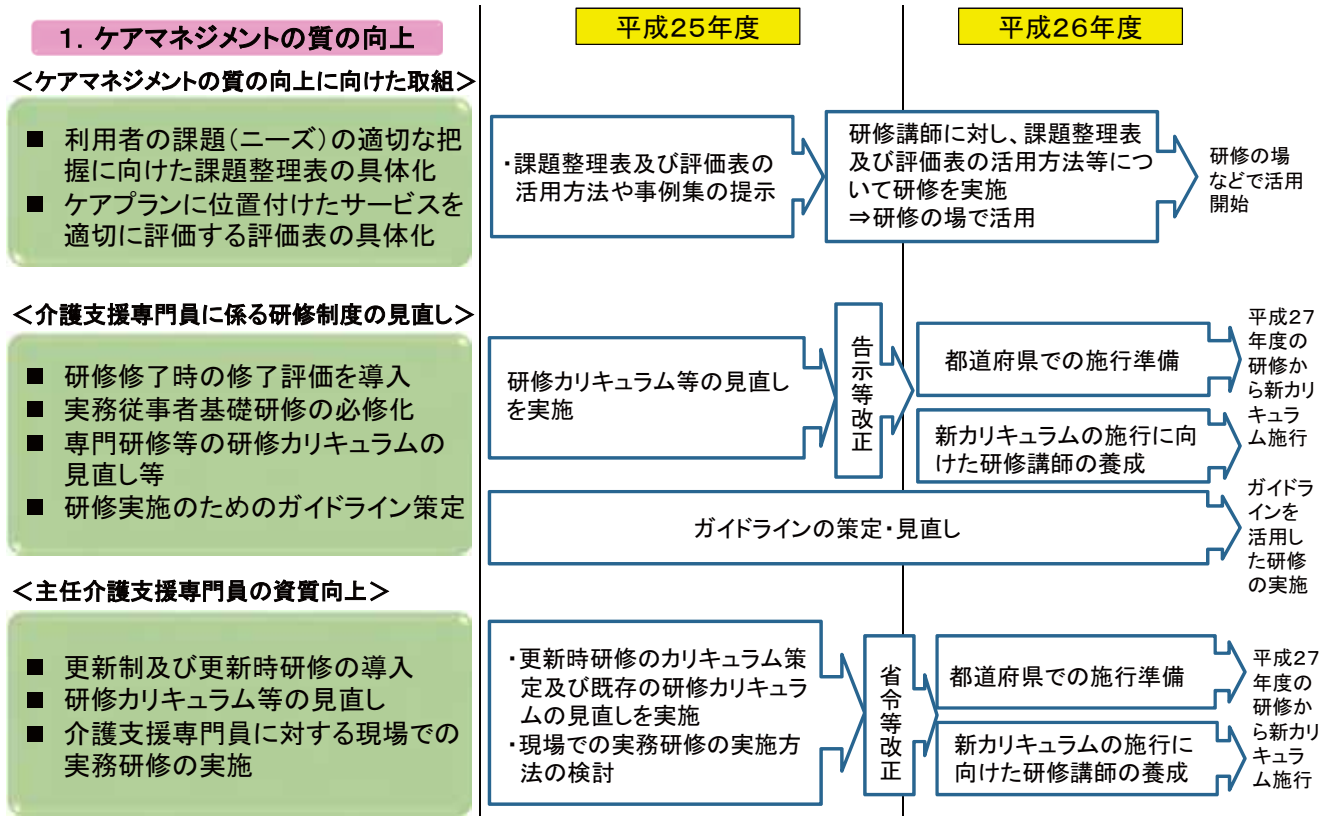 1．ケアマネジメントの質の向上
平成25年度
平成26年度
＜ケアマネジメントの質の向上に向けた取組＞
■ 利用者の課題（ニーズ）の適切な把
握に向けた課題整理表の具体化
■ ケアプランに位置付けたサービスを
適切に評価する評価表の具体化
・課題整理表及び評価表の
活用方法や事例集の提示
研修講師に対し、課題整理表
及び評価表の活用方法等につ
いて研修を実施
⇒研修の場で活用
研修の場
などで活用
開始
＜介護支援専門員に係る研修制度の見直し＞
■ 研修修了時の修了評価を導入
■ 実務従事者基礎研修の必修化
■ 専門研修等の研修カリキュラムの
見直し等
■ 研修実施のためのガイドライン策定
研修カリキュラム等の見直し
を実施
告示等改正
都道府県での施行準備
新カリキュラムの施行に向
けた研修講師の養成
平成27
年度の
研修か
ら新カリ
キュラ
ム施行
ガイドラインの策定・見直し
ガイドラ
インを
活用し
た研修
の実施
＜主任介護支援専門員の資質向上＞
■ 更新制及び更新時研修の導入
■ 研修カリキュラム等の見直し
■ 介護支援専門員に対する現場での
実務研修の実施
・更新時研修のカリキュラム策
定及び既存の研修カリキュラ
ムの見直しを実施
・現場での実務研修の実施方
法の検討
省令等改正
都道府県での施行準備
新カリキュラムの施行に
向けた研修講師の養成
平成27
年度の
研修か
ら新カリ
キュラ
ム施行